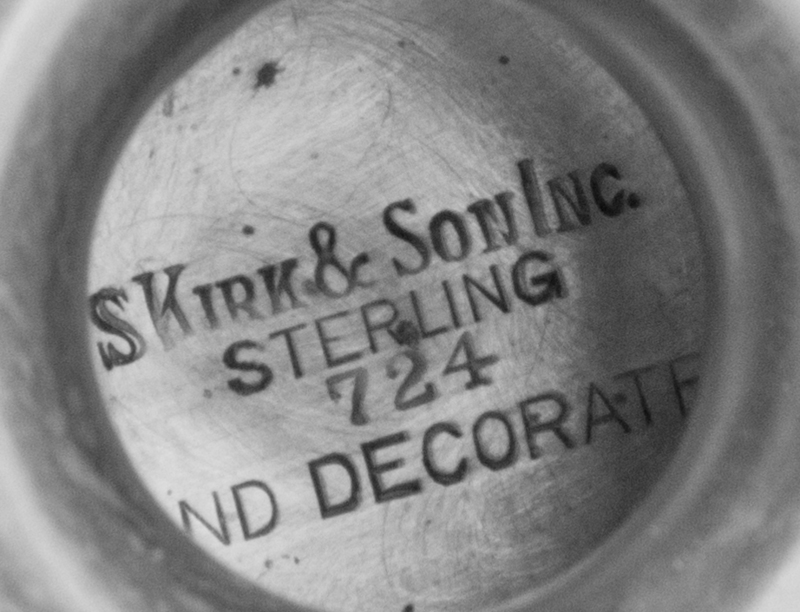 S KIRK & SON INC.
STERLING
724
ND DECORATE